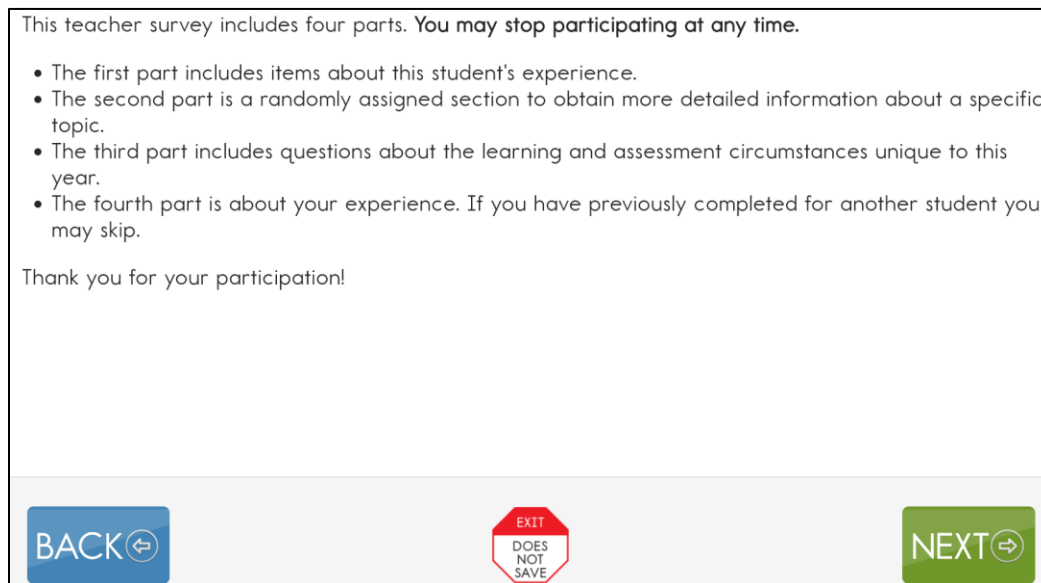 This teacher survey includes four parts. You may stop participating at any time.
• The first part includes items about this student's experience.
• The second part is a randomly assigned section to obtain more detailed information about a specific
topic.
• The third part includes questions about the learning and assessment circumstances unique to this
year.
• The fourth part is about your experience. If you have previously completed for another student you
may skip.
Thank you for your participation!
BACK
EXIT
DOES
NOT
SAVE
NEXT